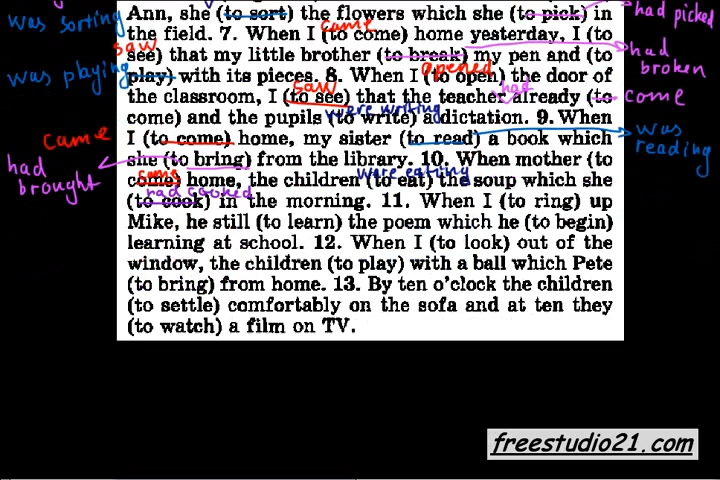 was sorting Ann, she (to sort) the flowers which she (to pick) in had picked
the field. 7. When I (to come) home yesterday, I (to
came
saw
see) that my little brother (to break) my pen and (to had broken
was playing play) with its pieces. 8. When I (to open) the door of
opened
the classroom, I (to see) that the teacher already (to come
saw had
come) and the pupils (to write) a dictation. 9. When
were writing
came I (to come) home, my sister (to read) a book which was reading
had brought she (to bring) from the library. 10. When mother (to
came were eatting
come) home, the children (to eat) the soup which she
had cooked
(to cook) in the morning. 11. When I (to ring) up
Mike, he still (to learn) the poem which he (to begin)
learning at school. 12. When I (to look) out of the
window, the children (to play) with a ball which Pete
(to bring) from home. 13. By ten o'clock the children
(to settle) comfortably on the sofa and at ten they
(to watch) a film on TV.
freestudio21.com